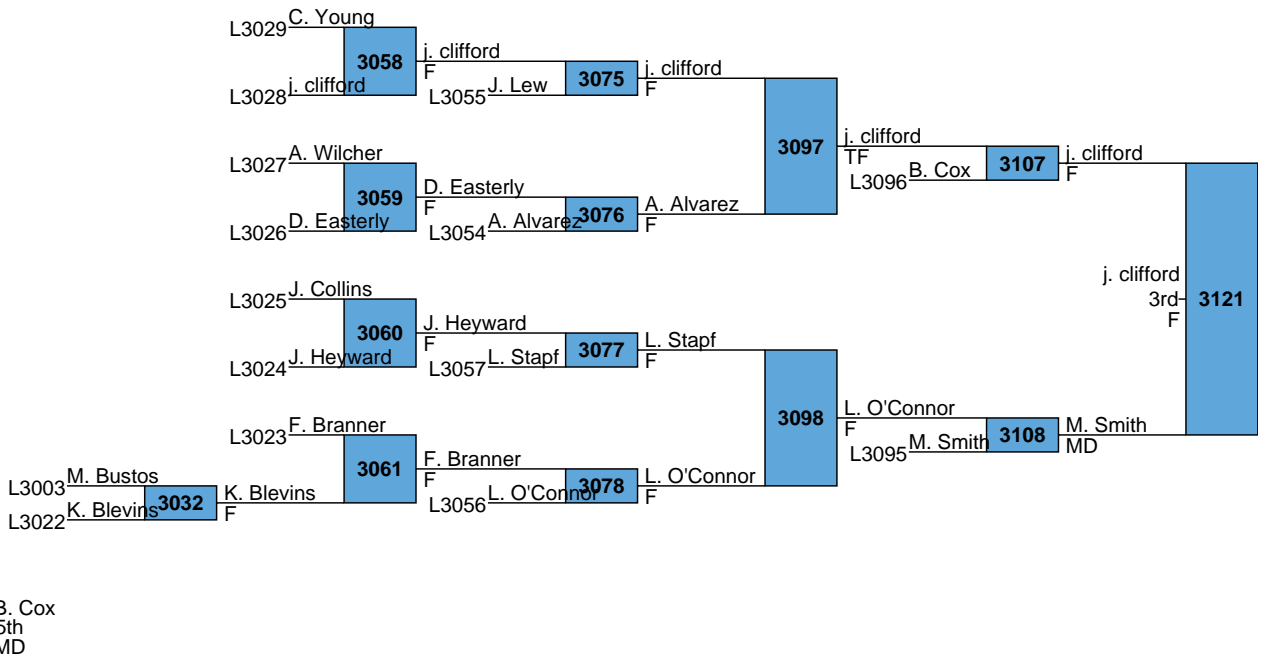 C. Young
L3029
3058
j. clifford
F
j. clifford
L3028
J. Lew
L3055
3075
j. clifford
F
A. Wilcher
L3027
3059
D. Easterly
F
D. Easterly
L3026
A. Alvarez
L3054
3076
A. Alvarez
F
3097
j. clifford
TF
B. Cox
L3096
3107
j. clifford
F
J. Collins
L3025
3060
J. Heyward
F
J. Heyward
L3024
L. Stapf
L3057
3077
L. Stapf
F
j. clifford
3rd
F
3121
F. Branner
L3023
3061
F. Branner
F
M. Bustos
L3003
K. Blevins
L3022
3032
K. Blevins
F
L. O'Connor
L3056
3078
L. O'Connor
F
3098
L. O'Connor
F
M. Smith
L3095
3108
M. Smith
MD
B. Cox
5th
MD